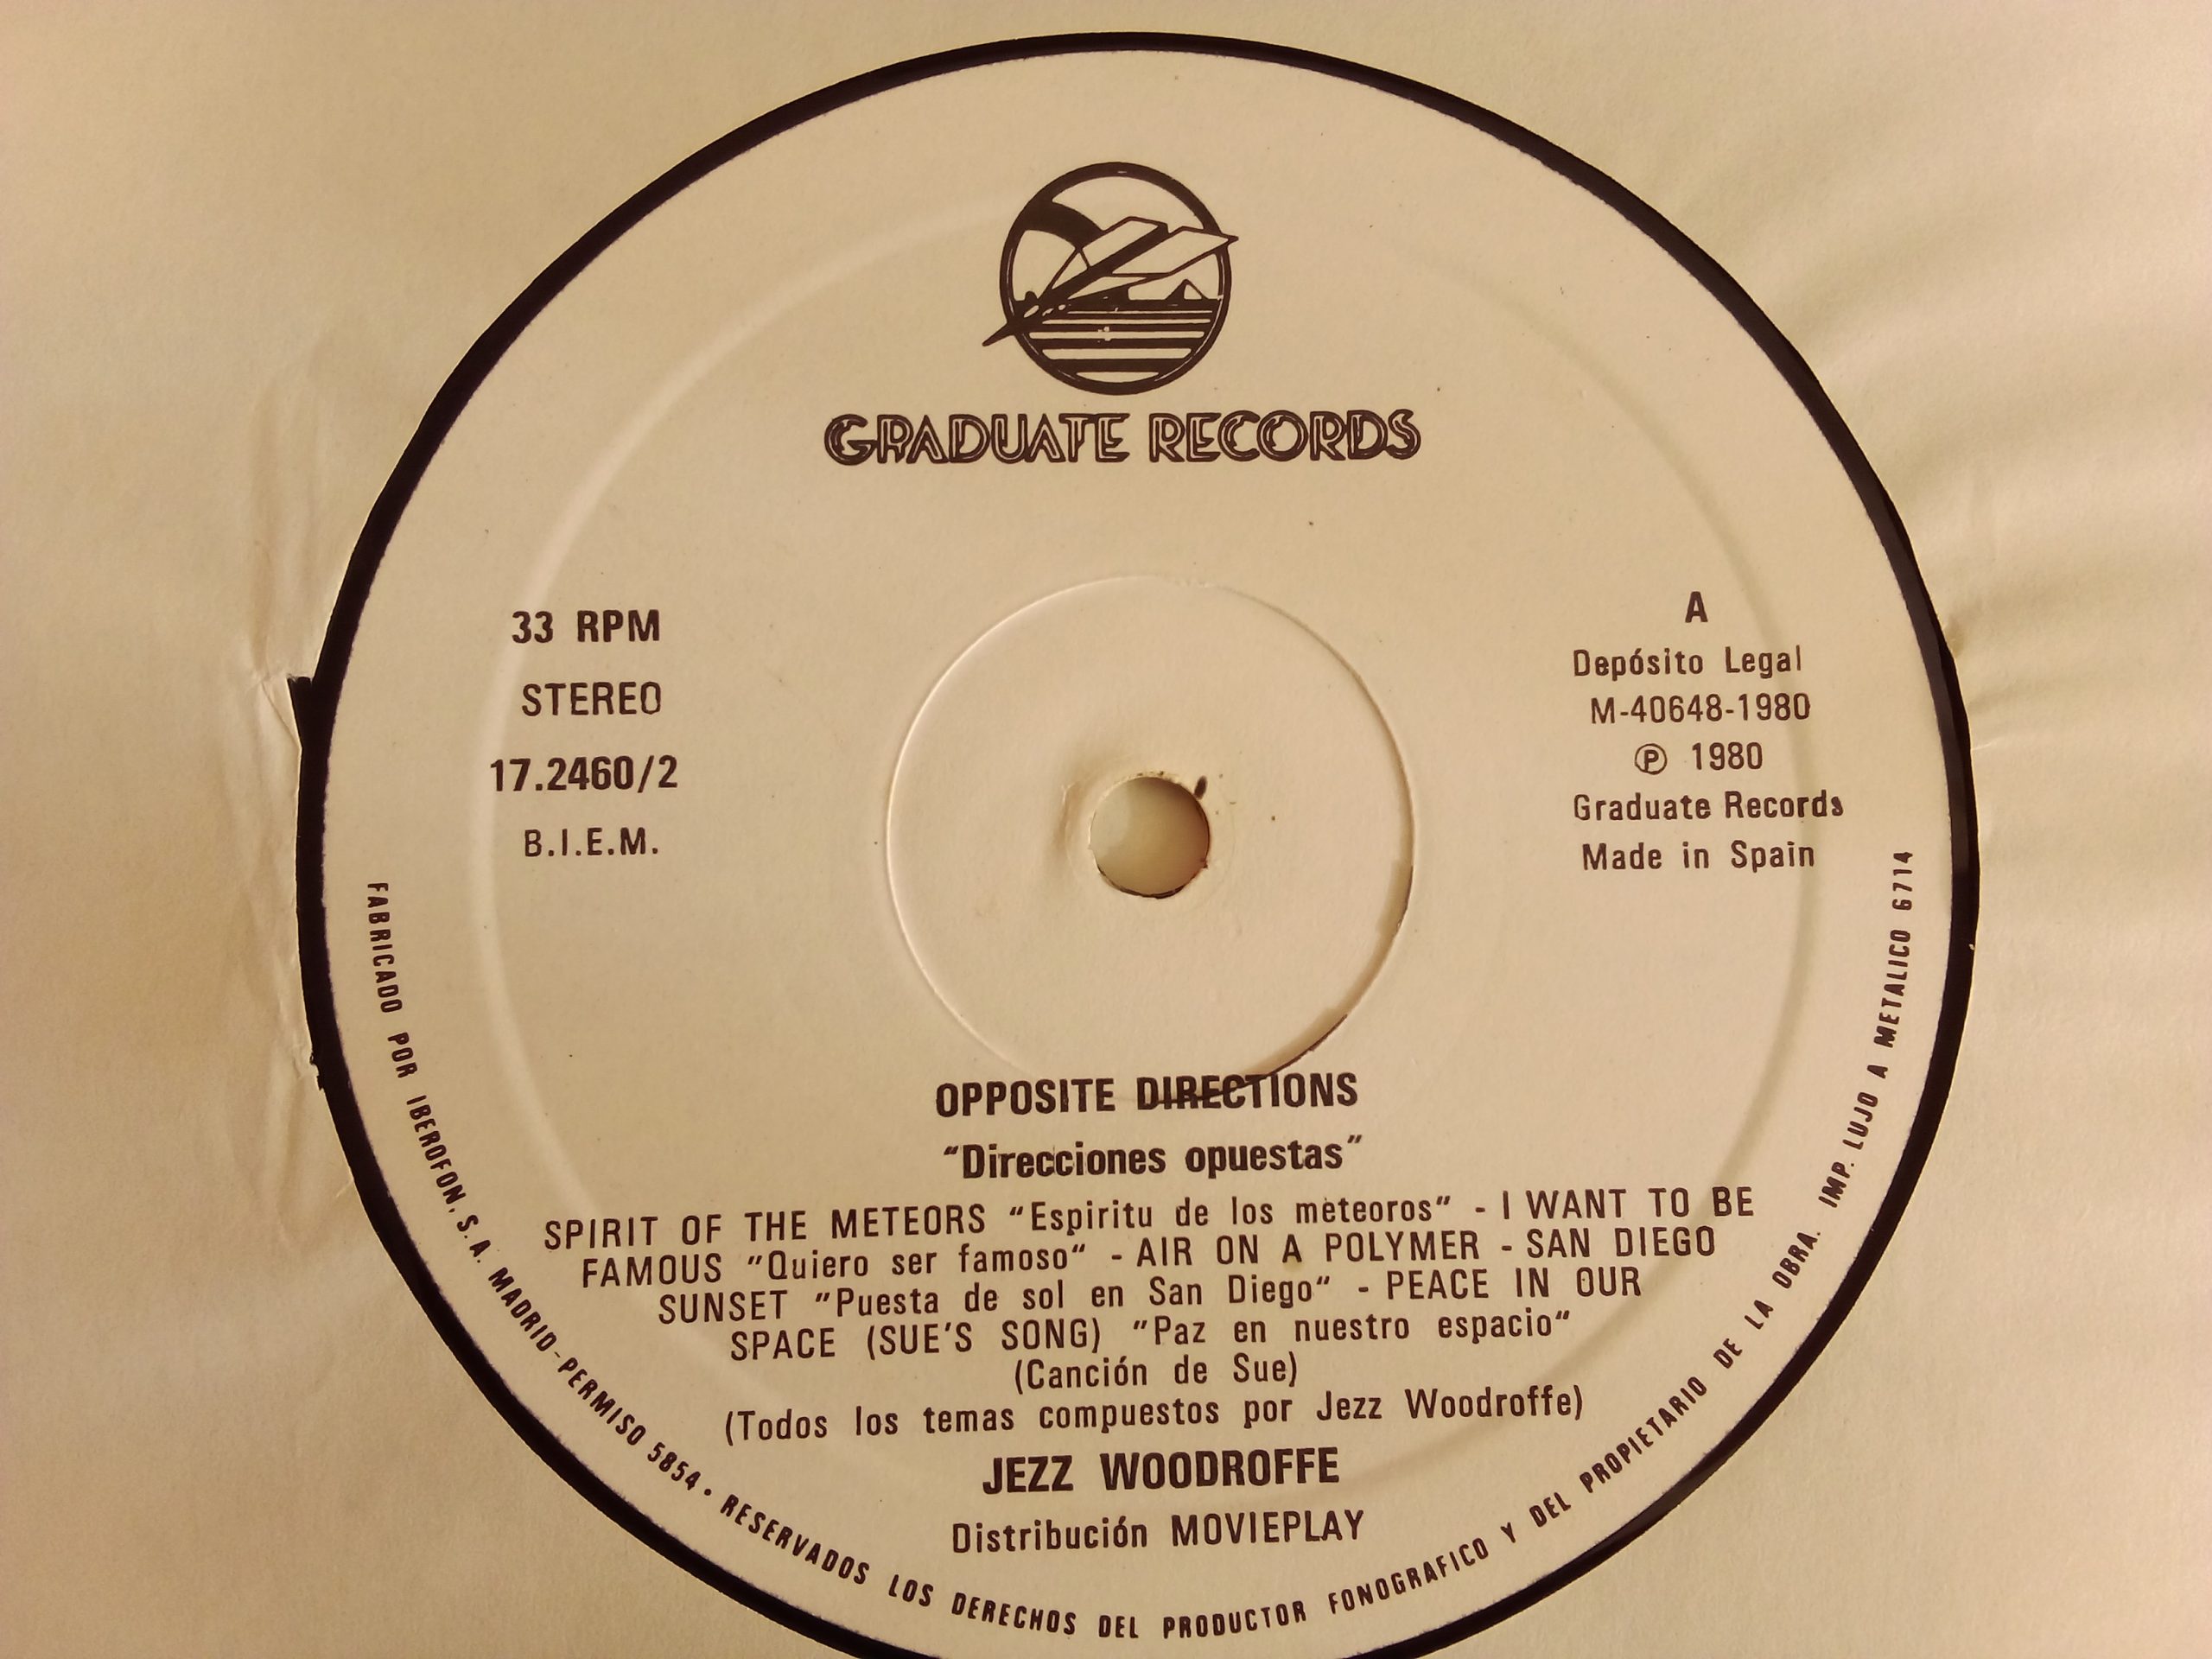 GRADUATE RECORDS
33 RPM
STEREO
17.2460/2
B.I.E.M.
A
Depósito Legal
M-40648-1980
Ⓟ 1980
Graduate Records
Made in Spain
OPPOSITE DIRECTIONS
"Direcciones opuestas"
SPIRIT OF THE METEORS "Espiritu de los meteoros" - I WANT TO BE
FAMOUS "Quiero ser famoso" - AIR ON A POLYMER - SAN DIEGO
SUNSET "Puesta de sol en San Diego" - PEACE IN OUR
SPACE (SUE'S SONG) "Paz en nuestro espacio"
(Canción de Sue)
(Todos los temas compuestos por Jezz Woodroffe)
JEZZ WOODROFFE
Distribución MOVIEPLAY
FABRICADO POR IBEROFON, S.A. MADRID-PERMISO 5854 • RESERVADOS LOS DERECHOS DEL PRODUCTOR FONOGRAFICO Y DEL PROPIETARIO DE LA OBRA. IMP. LUJO A METALICO 6714